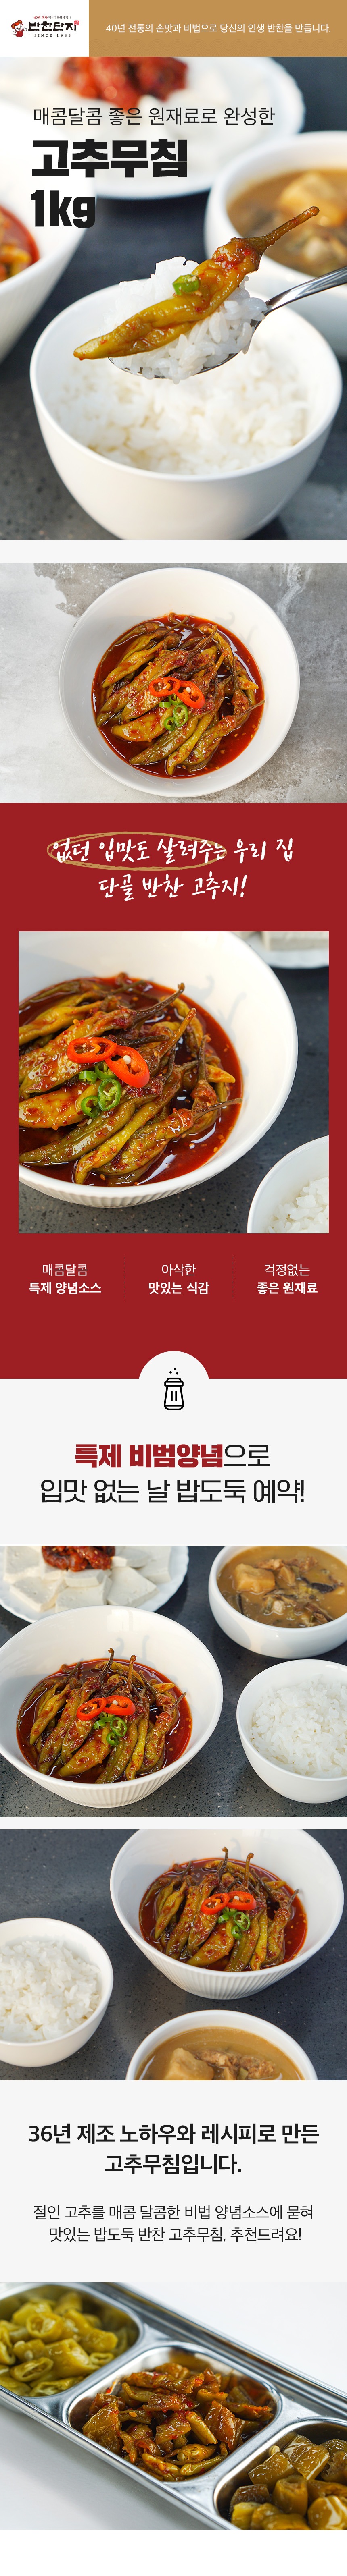 반찬단지
SINCE 1985
40년 전통의 손맛과 비법으로 당신의 인생 반찬을 만듭니다.
매콤달콤 좋은 원재료로 완성한
고추무침
1kg
없던 입맛도 살려주는 우리 집
단골 반찬 고추지!
매콤달콤
특제 양념소스
아삭한
맛있는 식감
걱정없는
좋은 원재료
특제 비범양념으로
입맛 없는 날 밥도둑 예약!
36년 제조 노하우와 레시피로 만든
고추무침입니다.
절인 고추를 매콤 달콤한 비법 양념소스에 묻혀
맛있는 밥도둑 반찬 고추무침, 추천드려요!